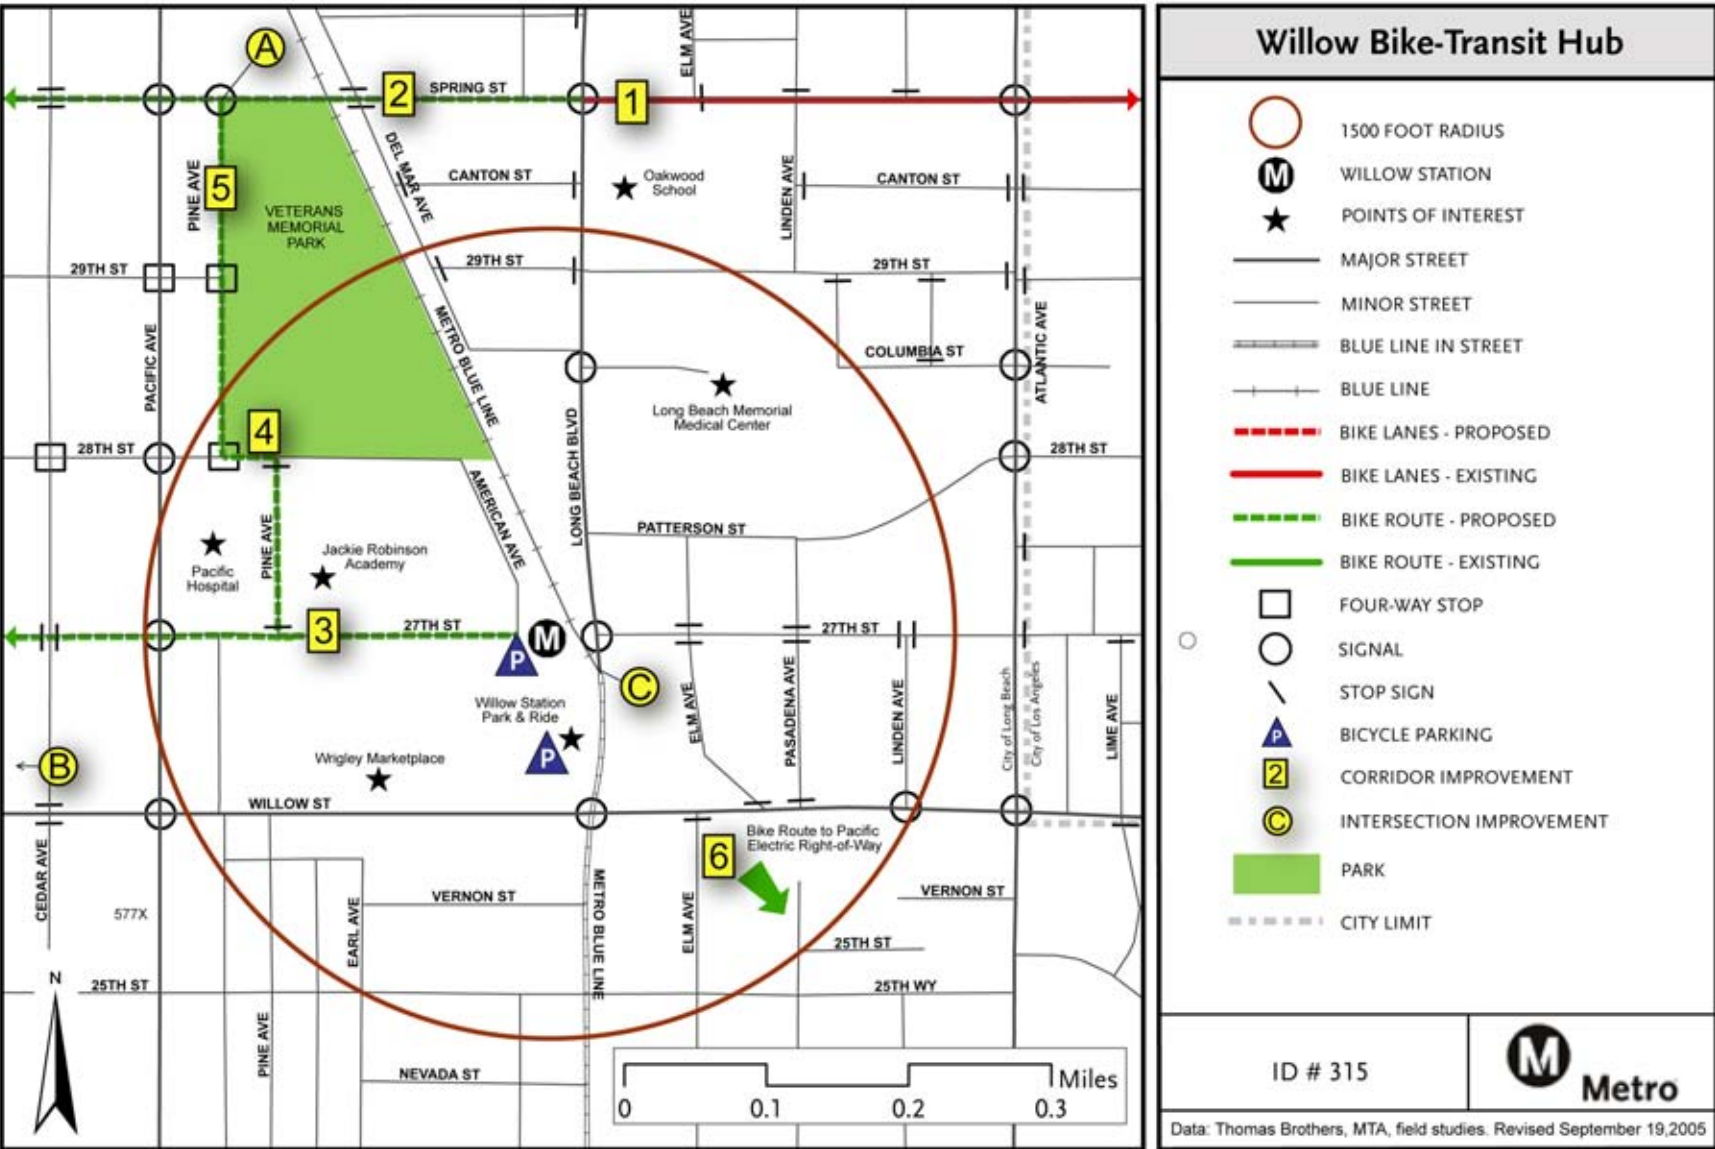 Willow Bike-Transit Hub
A
ELM AVE
2
SPRING ST
1
DEL MAR AVE
5
PINE AVE
CANTON ST
Oakwood
School
LINDEN AVE
CANTON ST
VETERANS
MEMORIAL
PARK
29TH ST
29TH ST
29TH ST
PACIFIC AVE
METRO BLUE LINE
COLUMBIA ST
ATLANTIC AVE
Long Beach Memorial
Medical Center
4
28TH ST
LONG BEACH BLVD
28TH ST
AMERICAN AVE
PATTERSON ST
PINE AVE
Jackie Robinson
Academy
Pacific
Hospital
3
27TH ST
M
27TH ST
P
C
Willow Station
Park & Ride
P
ELM AVE
PASADENA AVE
LINDEN AVE
City of Long Beach
City of Los Angeles
LIME AVE
B
Wrigley Marketplace
WILLOW ST
Bike Route to Pacific
Electric Right-of-Way
6
CEDAR AVE
577X
VERNON ST
VERNON ST
EARL AVE
METRO BLUE LINE
ELM AVE
25TH ST
N
25TH ST
25TH WY
PINE AVE
NEVADA ST
Miles
0 0.1 0.2 0.3
1500 FOOT RADIUS
M WILLOW STATION
POINTS OF INTEREST
MAJOR STREET
MINOR STREET
BLUE LINE IN STREET
BLUE LINE
BIKE LANES - PROPOSED
BIKE LANES - EXISTING
BIKE ROUTE - PROPOSED
BIKE ROUTE - EXISTING
FOUR-WAY STOP
SIGNAL
STOP SIGN
P BICYCLE PARKING
2 CORRIDOR IMPROVEMENT
C INTERSECTION IMPROVEMENT
PARK
CITY LIMIT
ID # 315
M Metro
Data: Thomas Brothers, MTA, field studies. Revised September 19,2005